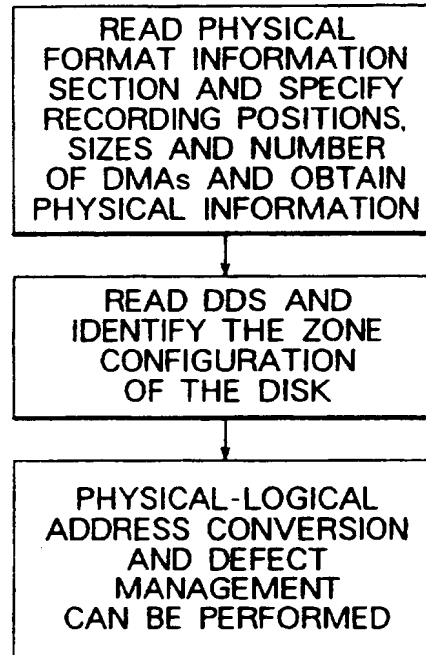 READ PHYSICAL
FORMAT INFORMATION
SECTION AND SPECIFY
RECORDING POSITIONS,
SIZES AND NUMBER
OF DMAs AND OBTAIN
PHYSICAL INFORMATION
READ DDS AND
IDENTIFY THE ZONE
CONFIGURATION
OF THE DISK
PHYSICAL-LOGICAL
ADDRESS CONVERSION
AND DEFECT
MANAGEMENT
CAN BE PERFORMED